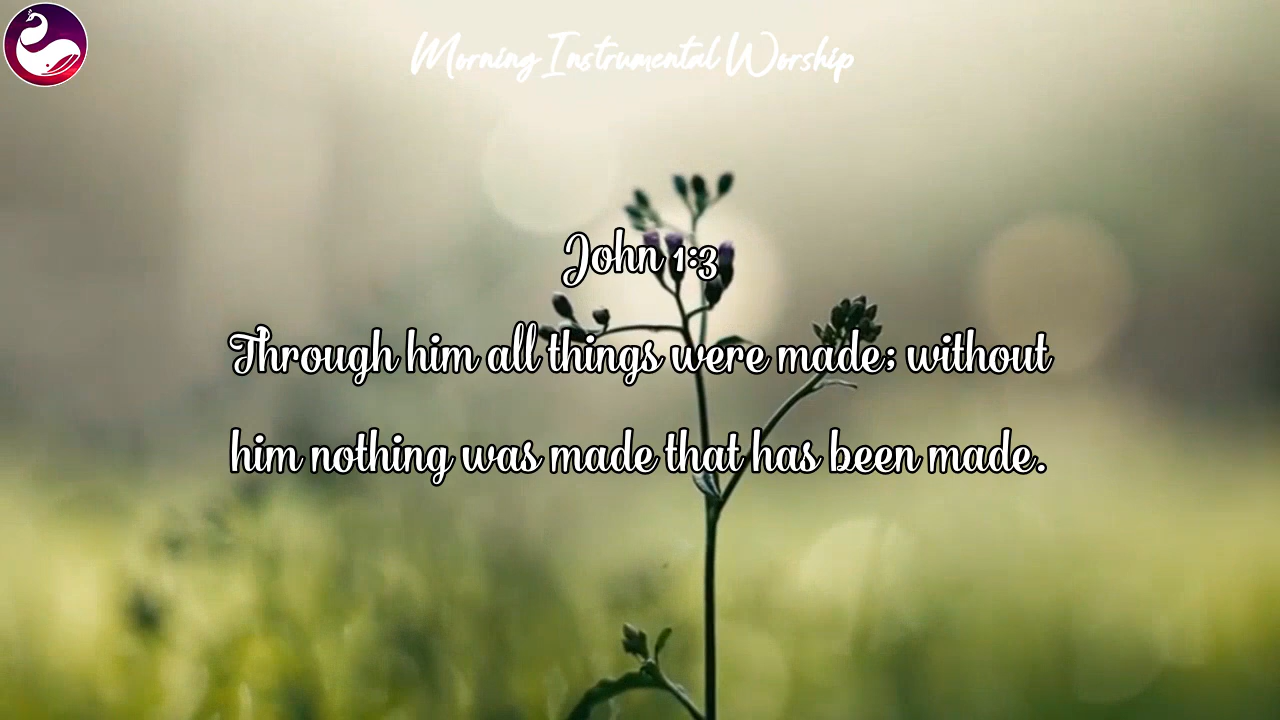 Morning Instrumental Worship
John 1:3
Through him all things were made; without
him nothing was made that has been made.